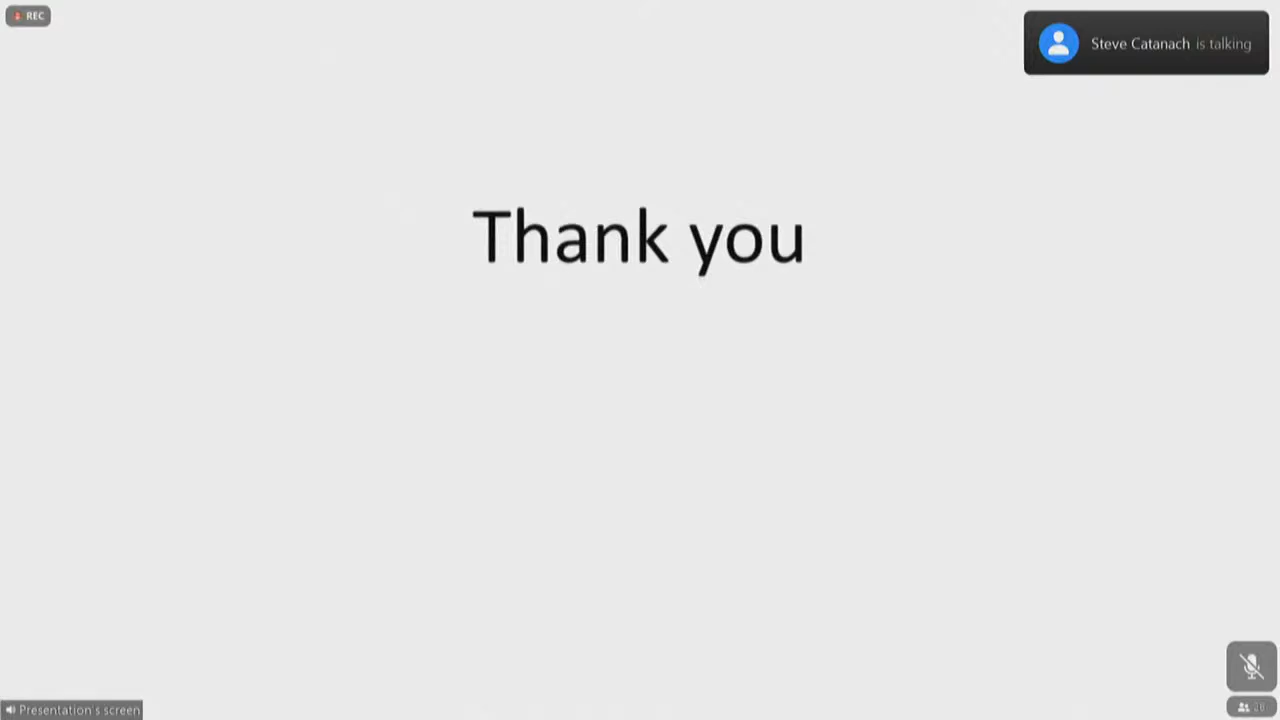 REC
Steve Catanach is talking
Thank you
Presentation's screen